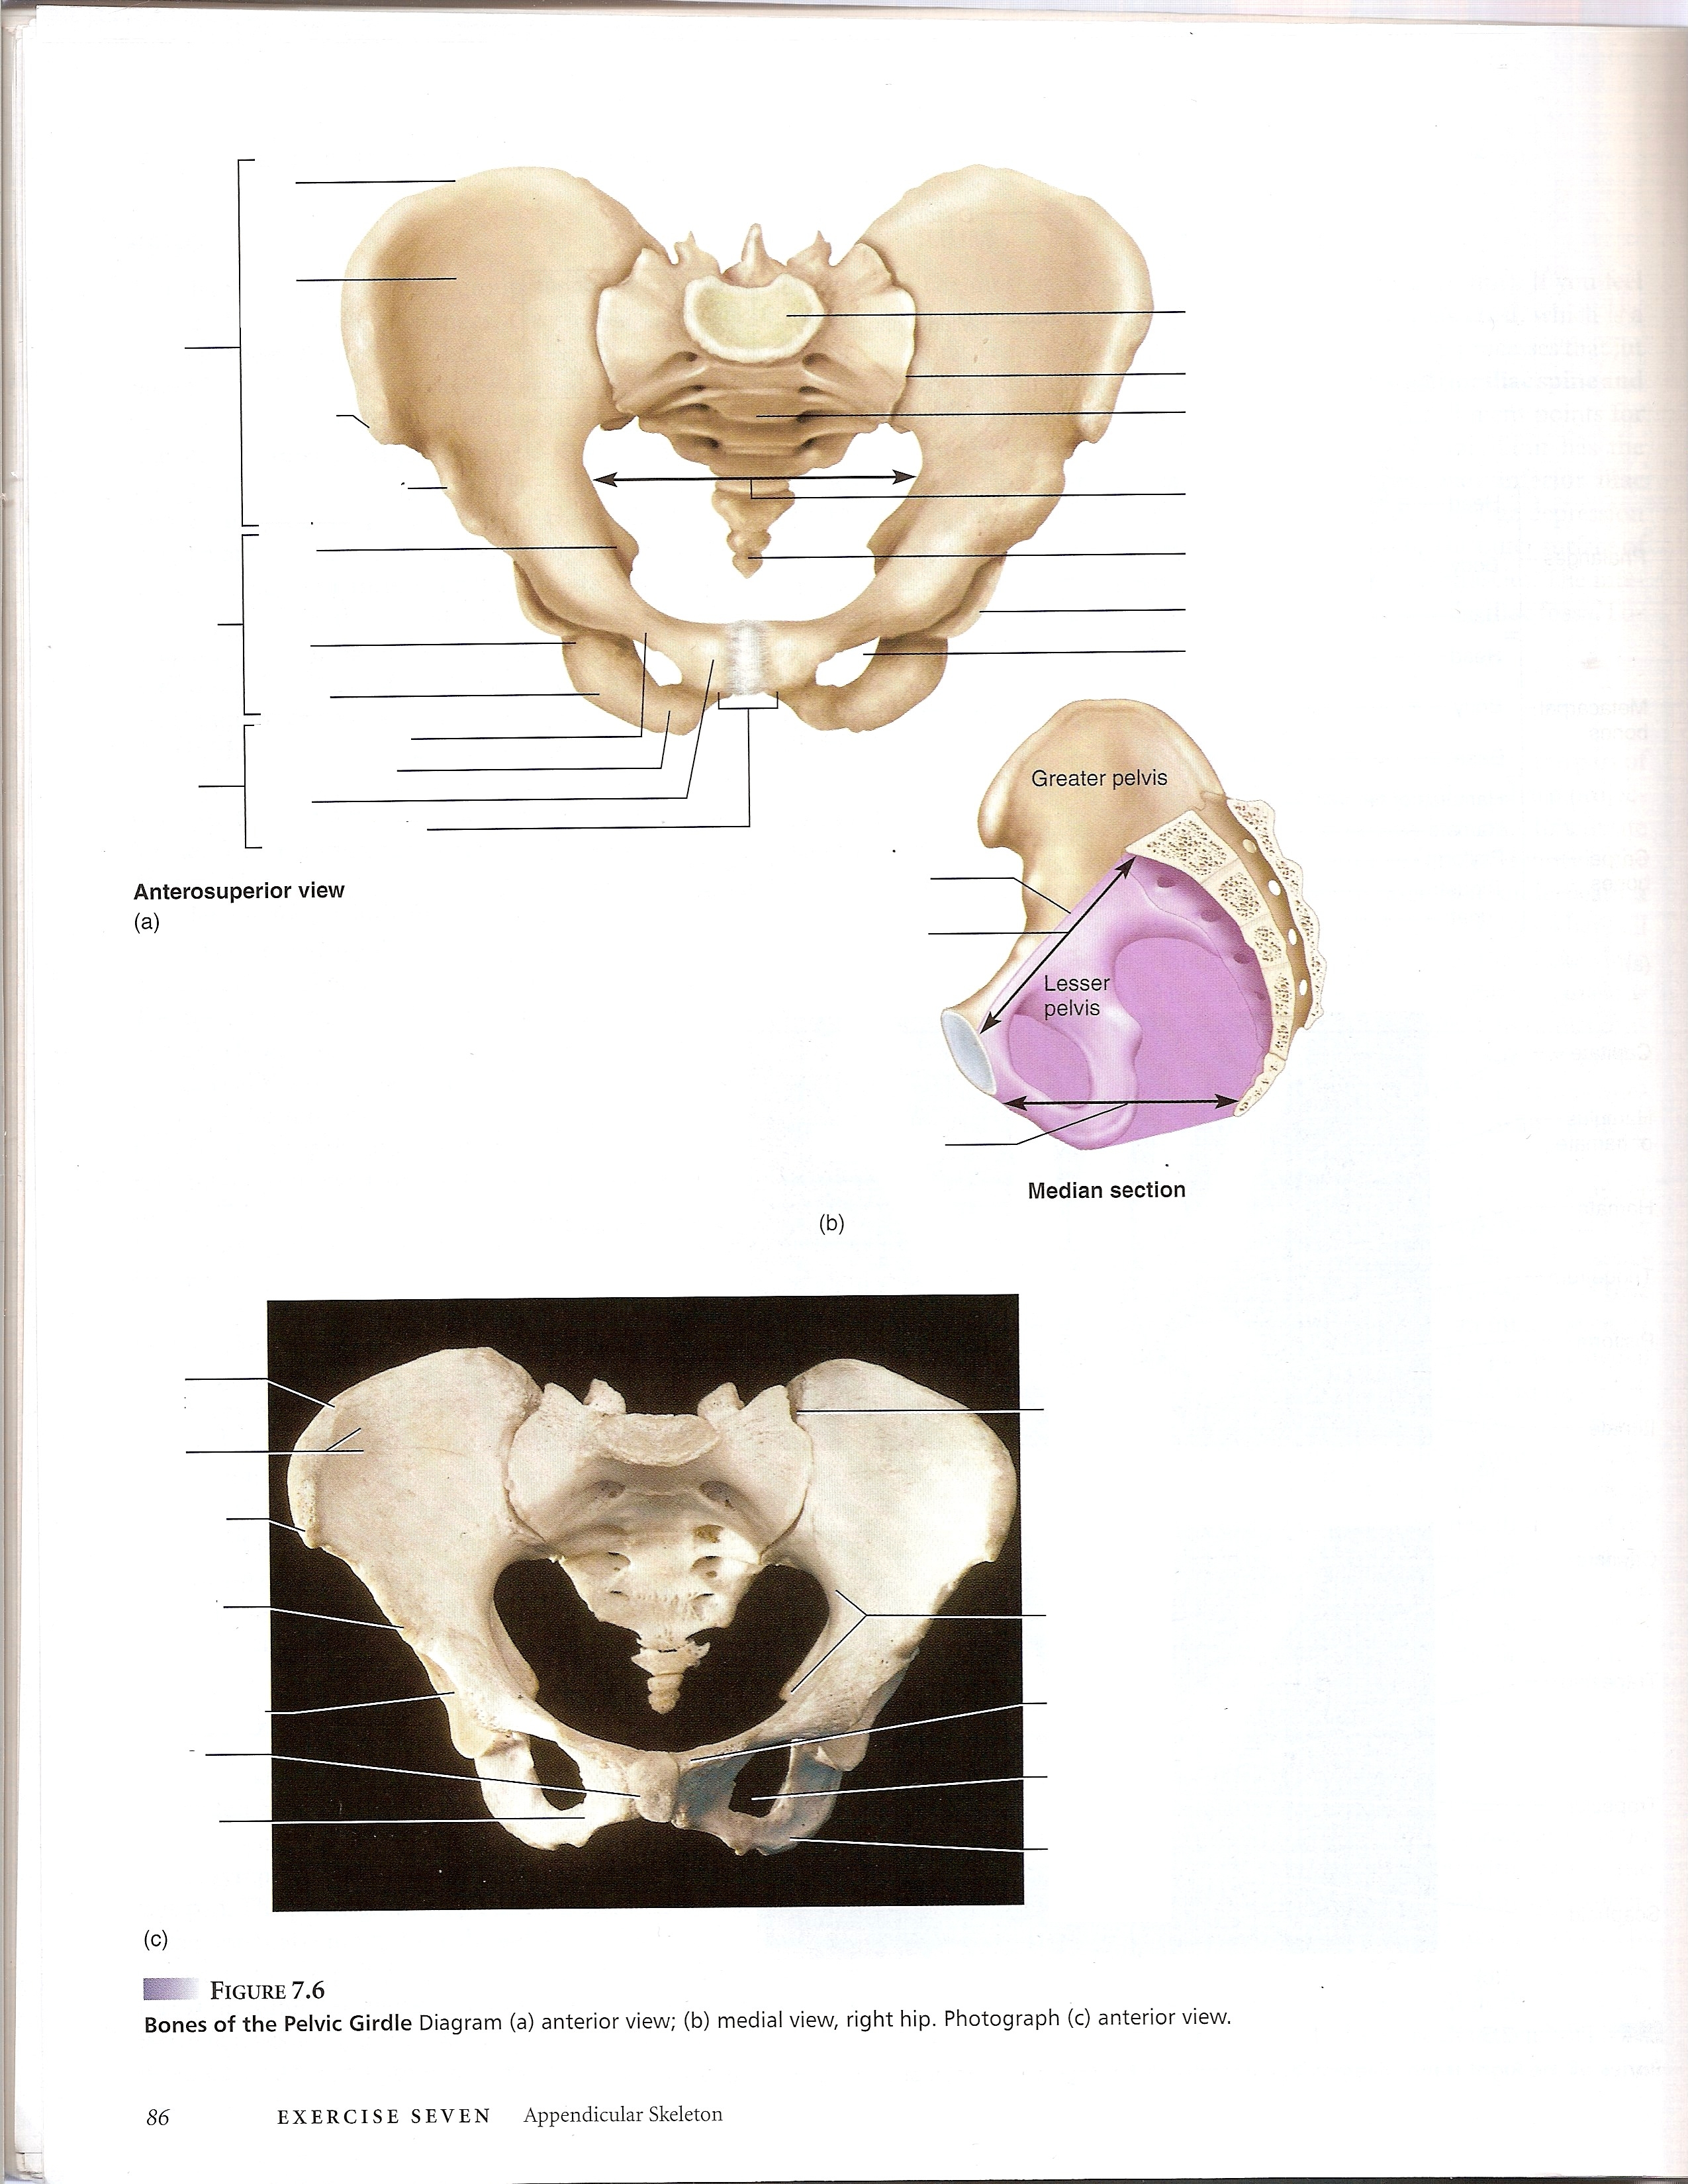 Anterosuperior view
(a)
Greater pelvis
Lesser
pelvis
Median section
(b)
(c)
FIGURE 7.6
Bones of the Pelvic Girdle Diagram (a) anterior view; (b) medial view, right hip. Photograph (c) anterior view.
86 EXERCISE SEVEN Appendicular Skeleton